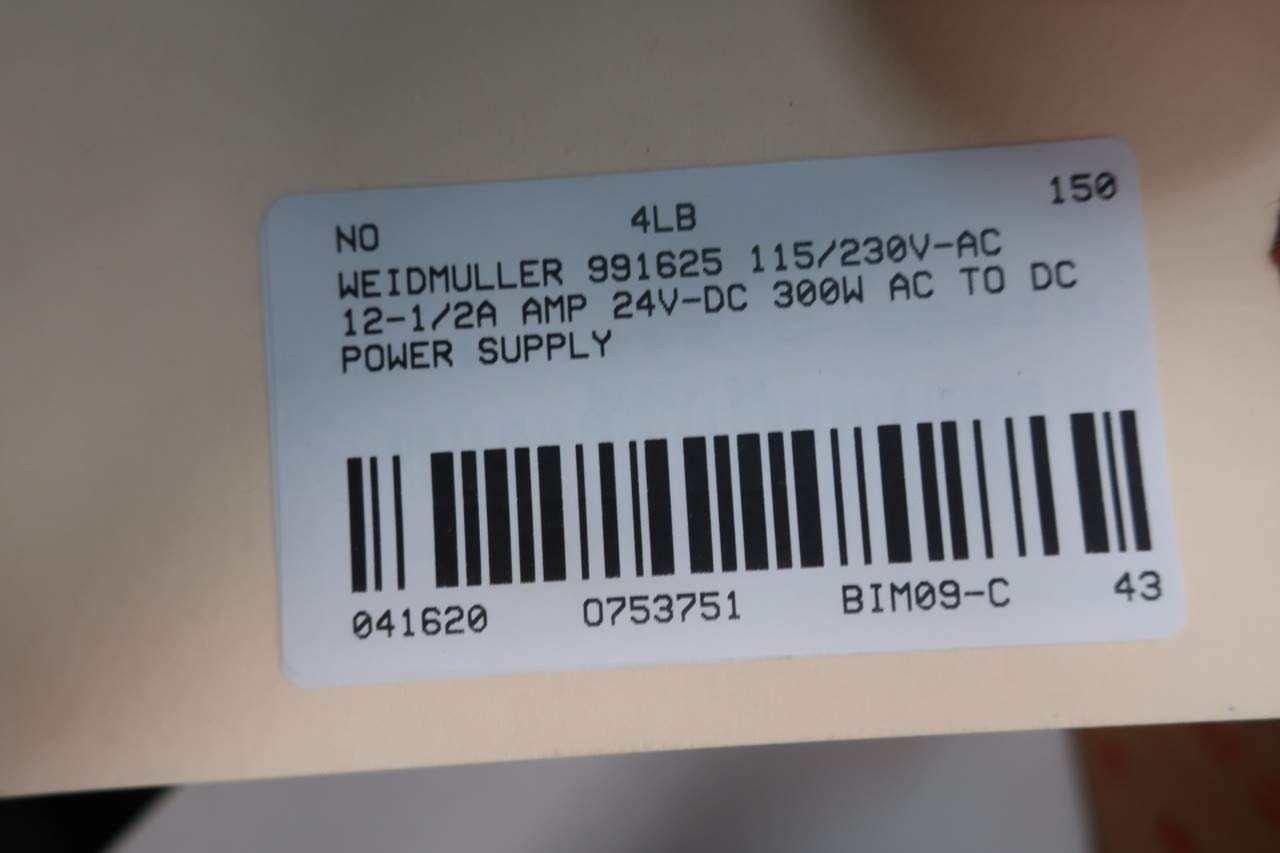 NO 4LB 150
WEIDMULLER 991625 115/230V-AC
12-1/2A AMP 24V-DC 300W AC TO DC
POWER SUPPLY
041620 0753751 BIM09-C 43